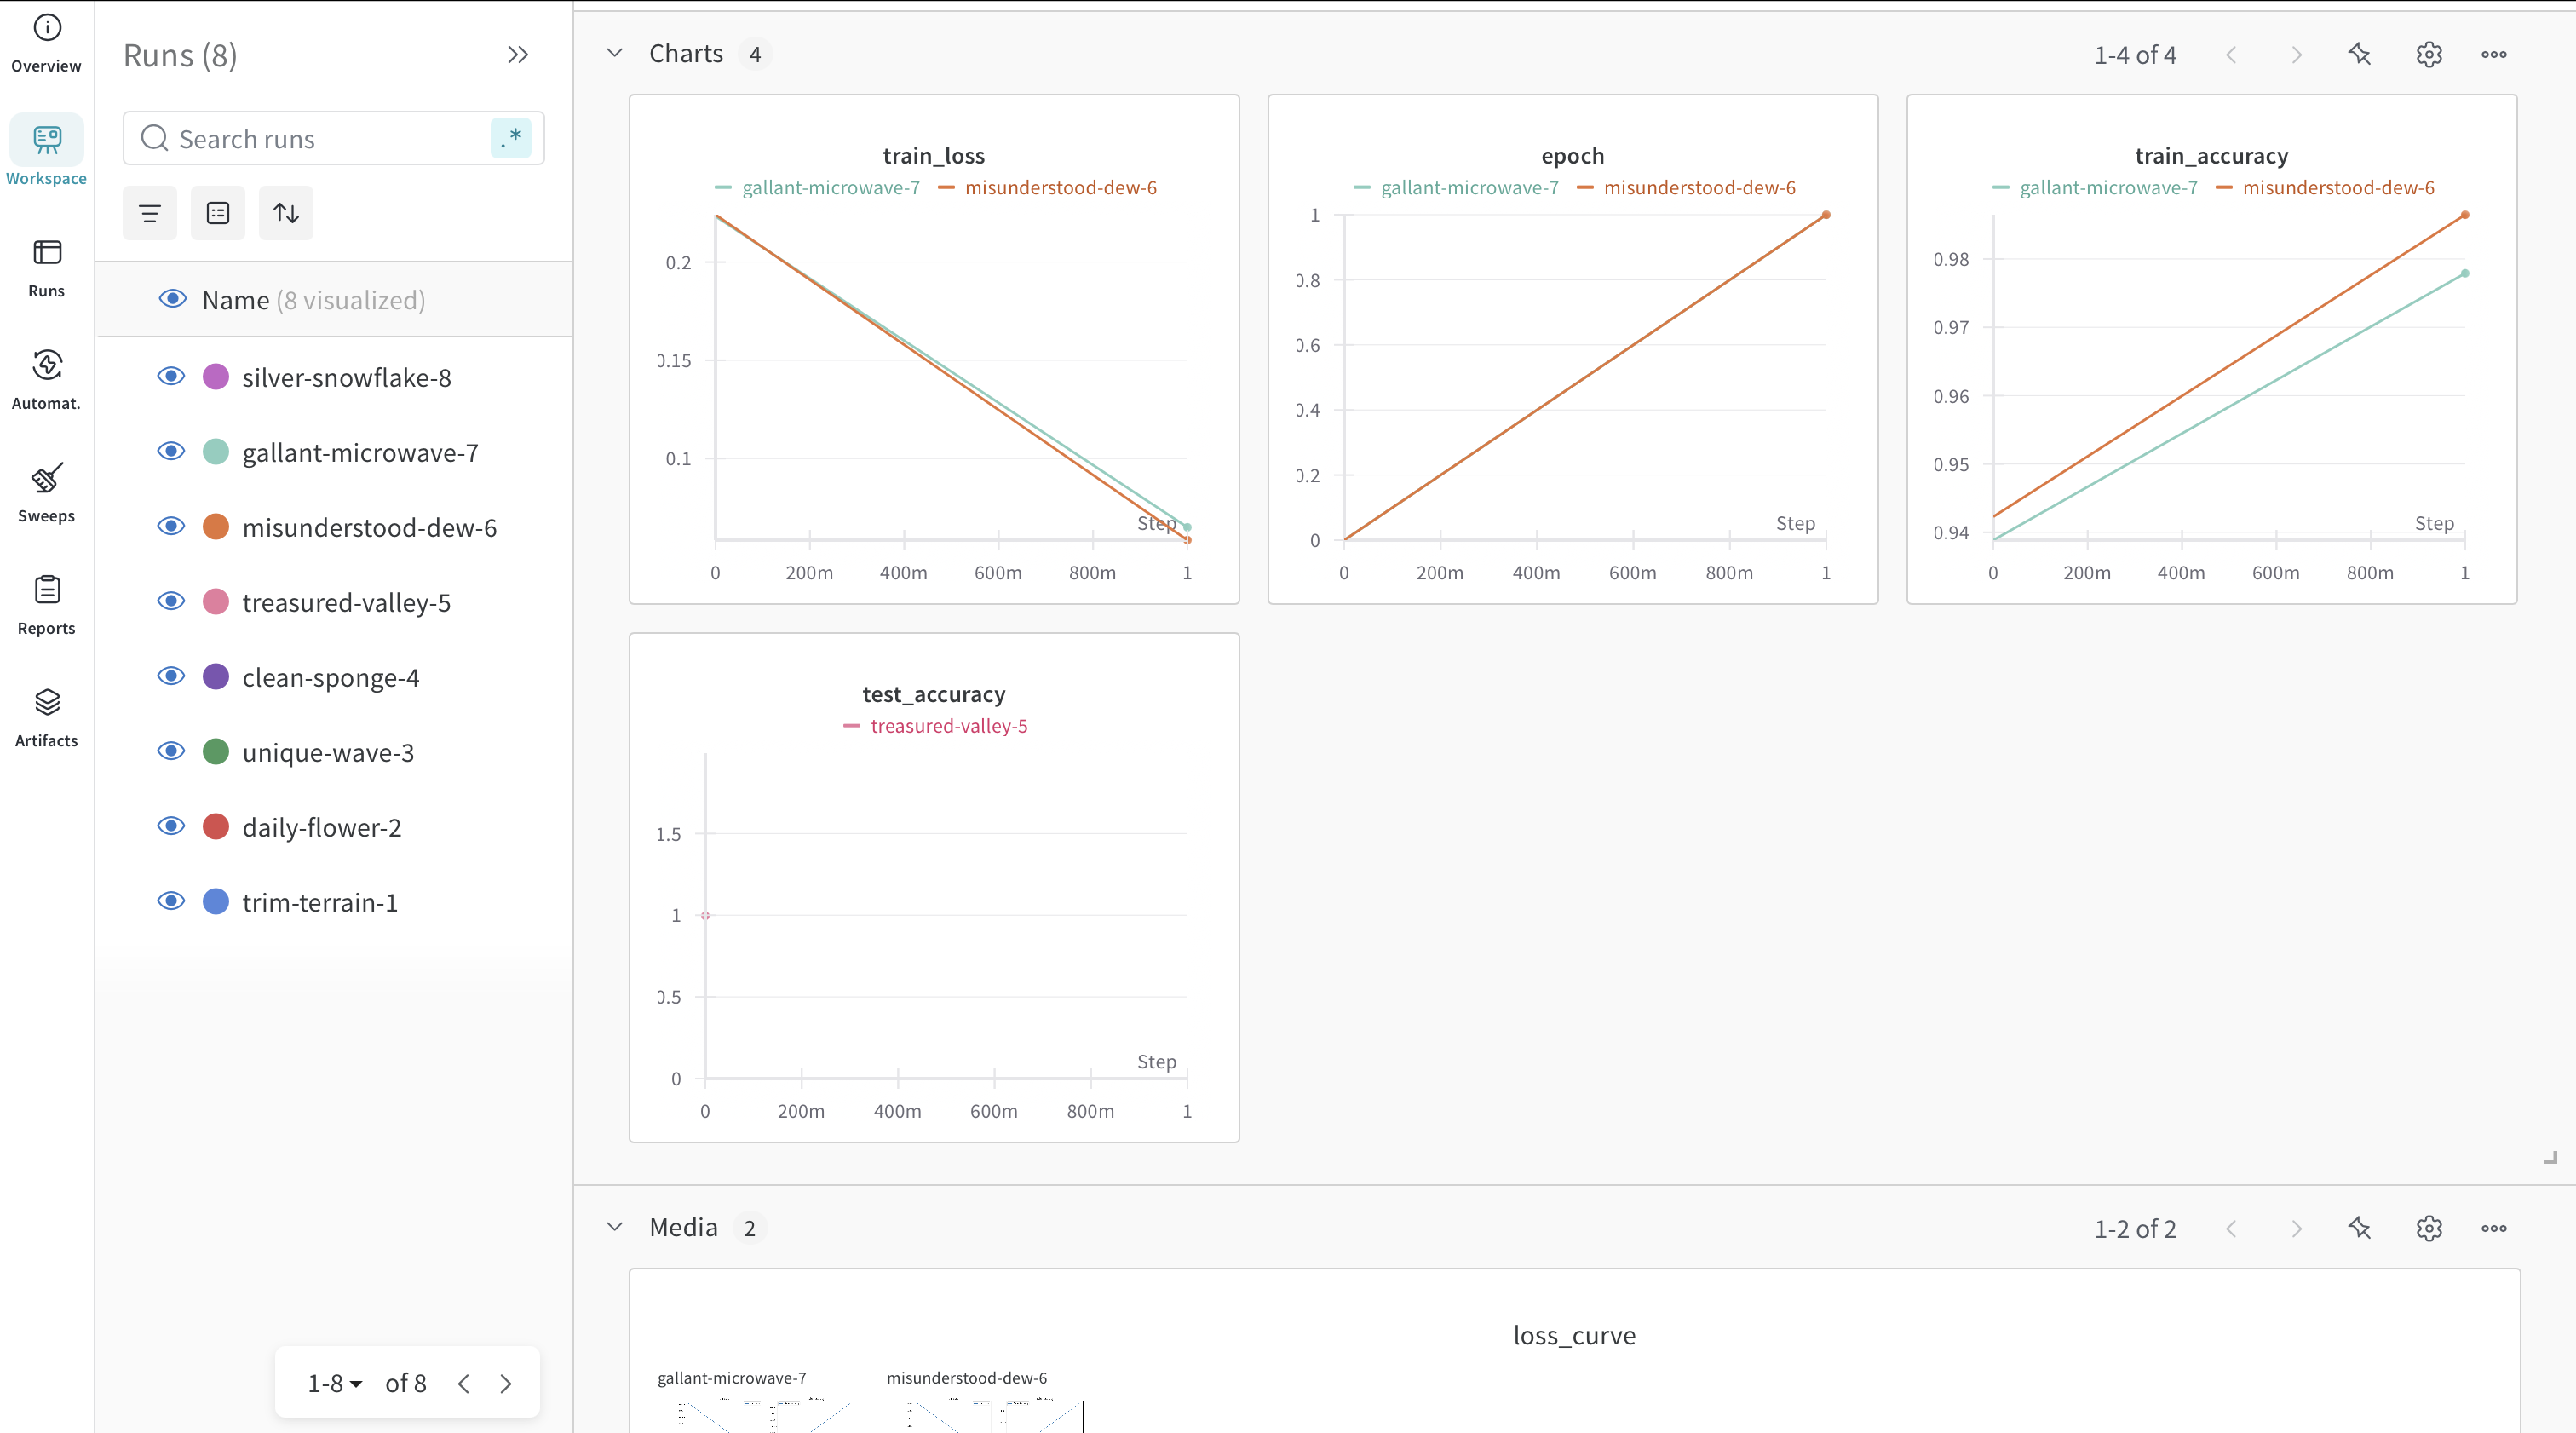 Overview
Workspace
Runs
Automat.
Sweeps
Reports
Artifacts
Runs (8)
Search runs
.*
Name (8 visualized)
silver-snowflake-8
gallant-microwave-7
misunderstood-dew-6
treasured-valley-5
clean-sponge-4
unique-wave-3
daily-flower-2
trim-terrain-1
1-8 of 8
Charts 4
1-4 of 4
train_loss
gallant-microwave-7 misunderstood-dew-6
0.2
0.15
0.1
Step
0 200m 400m 600m 800m 1
epoch
gallant-microwave-7 misunderstood-dew-6
1
0.8
0.6
0.4
0.2
0
Step
0 200m 400m 600m 800m 1
train_accuracy
gallant-microwave-7 misunderstood-dew-6
0.98
0.97
0.96
0.95
0.94
Step
0 200m 400m 600m 800m 1
test_accuracy
treasured-valley-5
1.5
1
0.5
0
Step
0 200m 400m 600m 800m 1
Media 2
1-2 of 2
loss_curve
gallant-microwave-7 misunderstood-dew-6